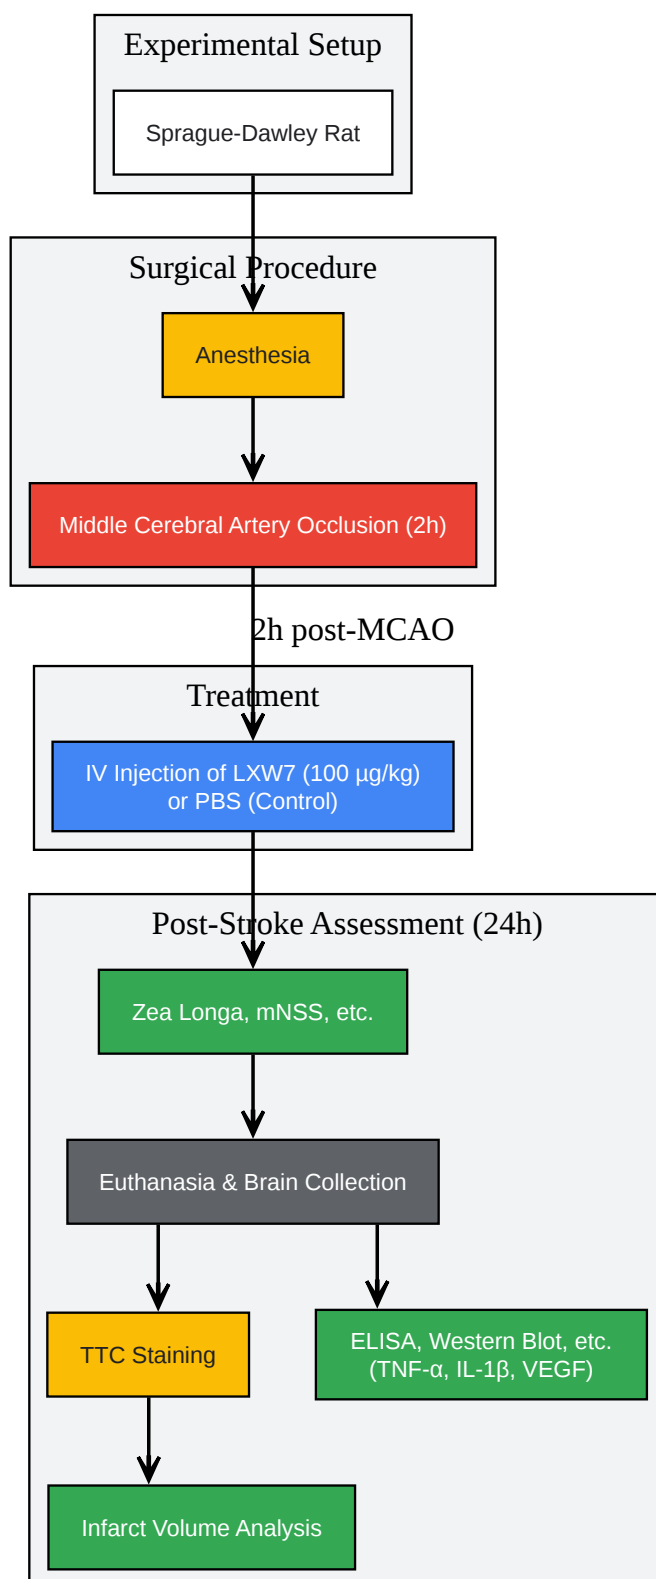 Experimental Setup
Sprague-Dawley Rat
Surgical Procedure
Anesthesia
Middle Cerebral Artery Occlusion (2h)
2h post-MCAO
Treatment
IV Injection of LXW7 (100 µg/kg)
or PBS (Control)
Post-Stroke Assessment (24h)
Zea Longa, mNSS, etc.
Euthanasia & Brain Collection
TTC Staining
ELISA, Western Blot, etc.
(TNF-α, IL-1β, VEGF)
Infarct Volume Analysis